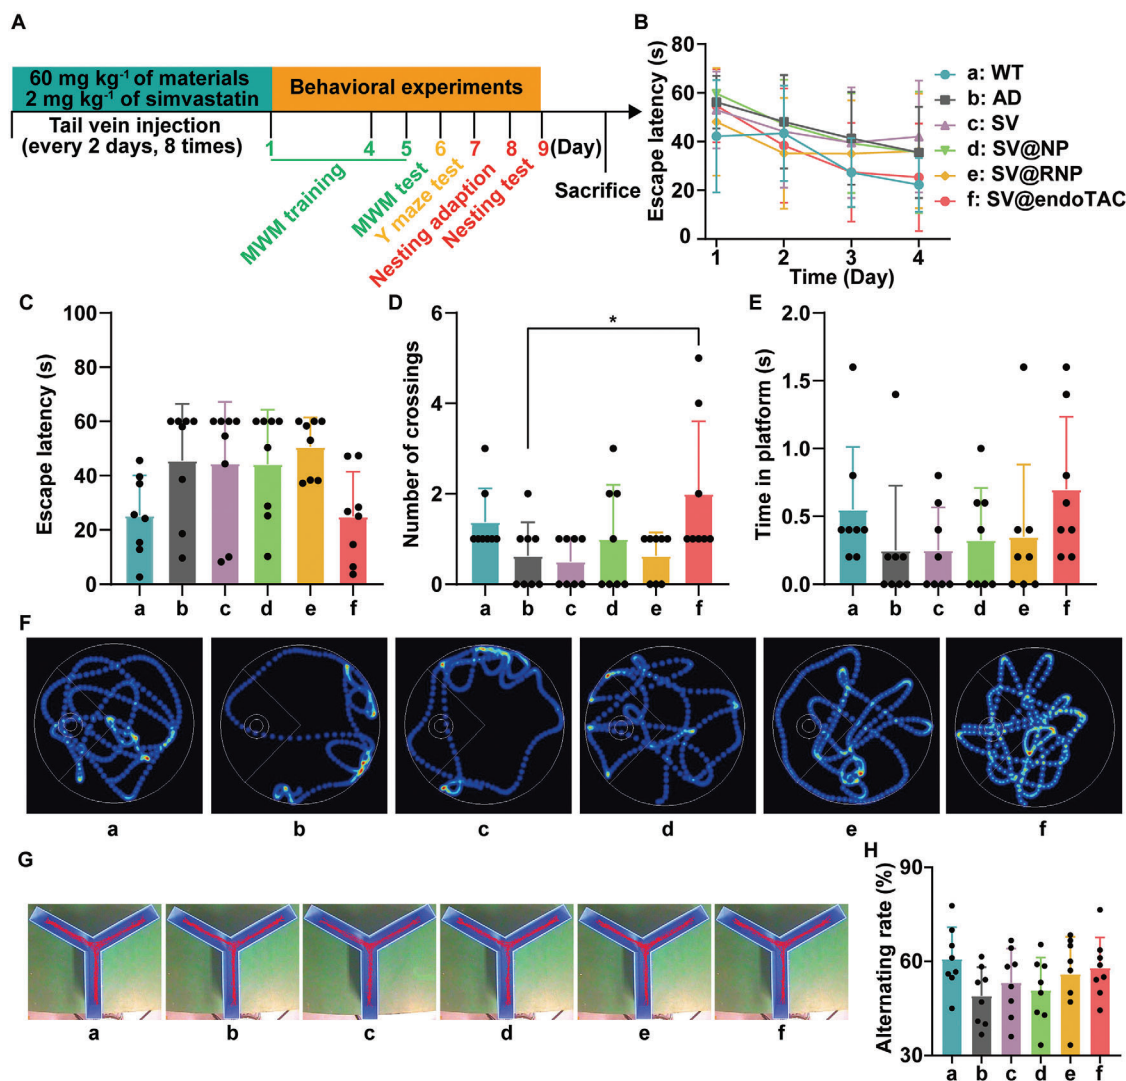 A
60 mg kg-1 of materials
2 mg kg-1 of simvastatin
Behavioral experiments
Tail vein injection
(every 2 days, 8 times)
1 4 5 6 7 8 9 (Day)
MWM training
MWM test
Y maze test
Nesting adaption
Nesting test
Sacrifice
B
Escape latency (s)
80
60
40
20
0
1 2 3 4
Time (Day)
a: WT
b: AD
c: SV
d: SV@NP
e: SV@RNP
f: SV@endoTAC
C
Escape latency (s)
100
80
60
40
20
0
a b c d e f
D
Number of crossings
6
4
2
0
*
a b c d e f
E
Time in platform (s)
2.0
1.5
1.0
0.5
0.0
a b c d e f
F
a b c d e f
G
a b c d e f
H
Alternating rate (%)
90
60
30
a b c d e f